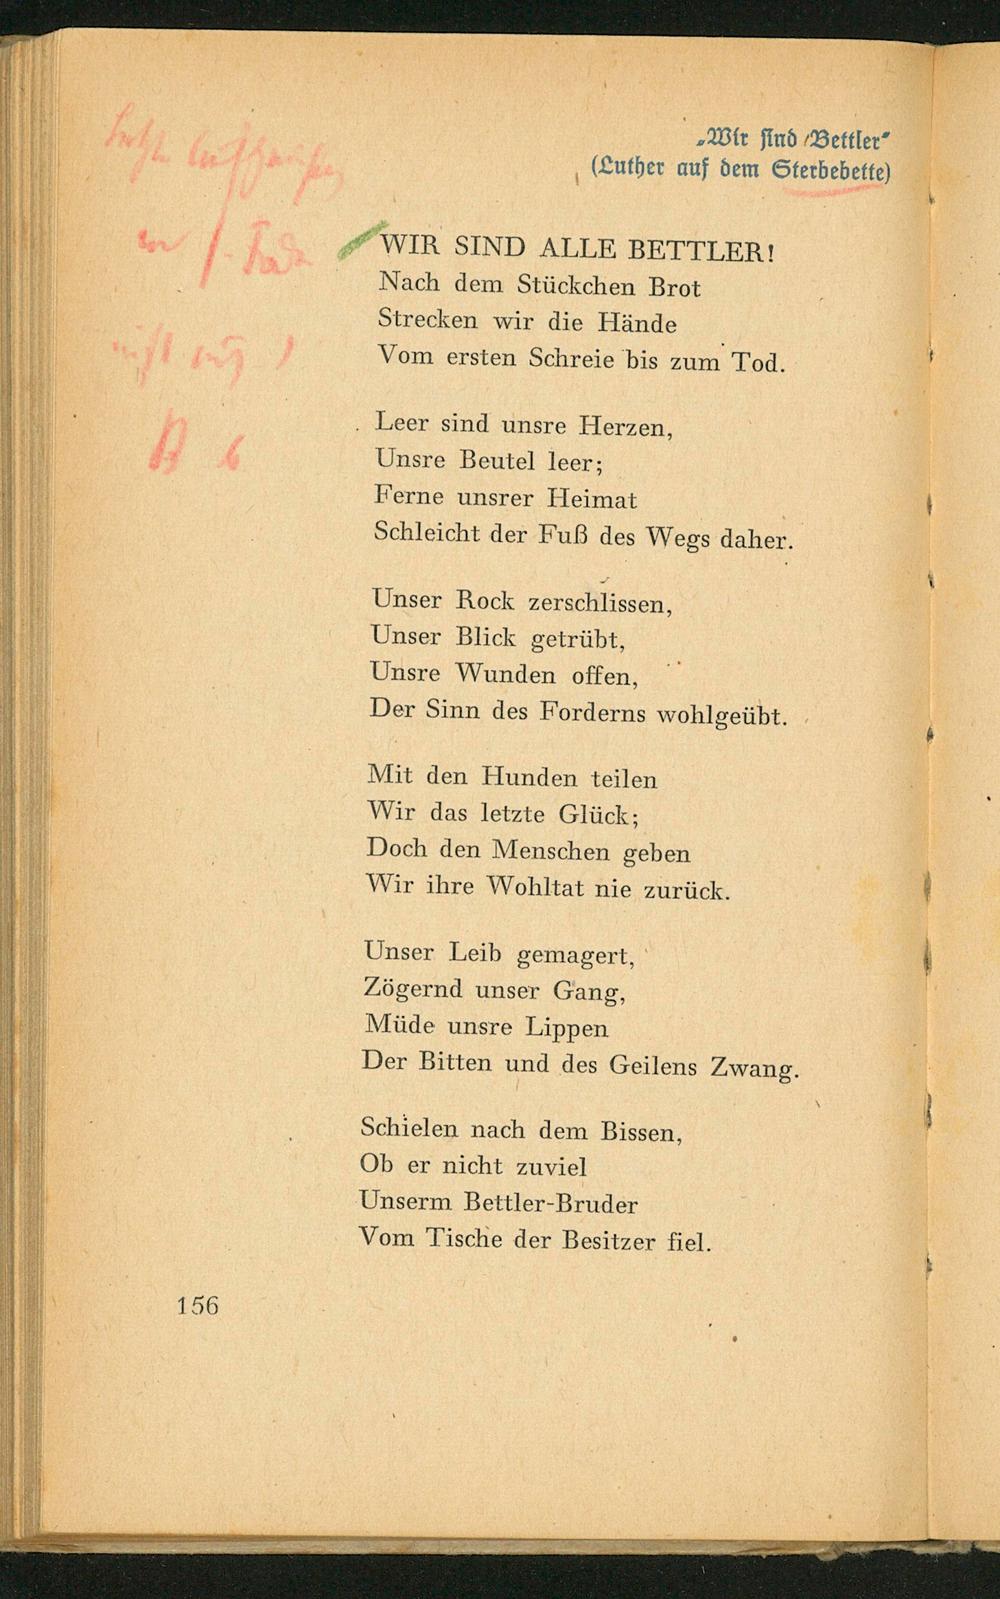 „Wir sind Bettler“
(Luther auf dem Sterbebette)
WIR SIND ALLE BETTLER!
Nach dem Stückchen Brot
Strecken wir die Hände
Vom ersten Schreie bis zum Tod.
Leer sind unsre Herzen,
Unsre Beutel leer;
Ferne unsrer Heimat
Schleicht der Fuß des Wegs daher.
Unser Rock zerschlissen,
Unser Blick getrübt,
Unsre Wunden offen,
Der Sinn des Forderns wohlgeübt.
Mit den Hunden teilen
Wir das letzte Glück;
Doch den Menschen geben
Wir ihre Wohltat nie zurück.
Unser Leib gemagert,
Zögernd unser Gang,
Müde unsre Lippen
Der Bitten und des Geilens Zwang.
Schielen nach dem Bissen,
Ob er nicht zuviel
Unserm Bettler-Bruder
Vom Tische der Besitzer fiel.
156